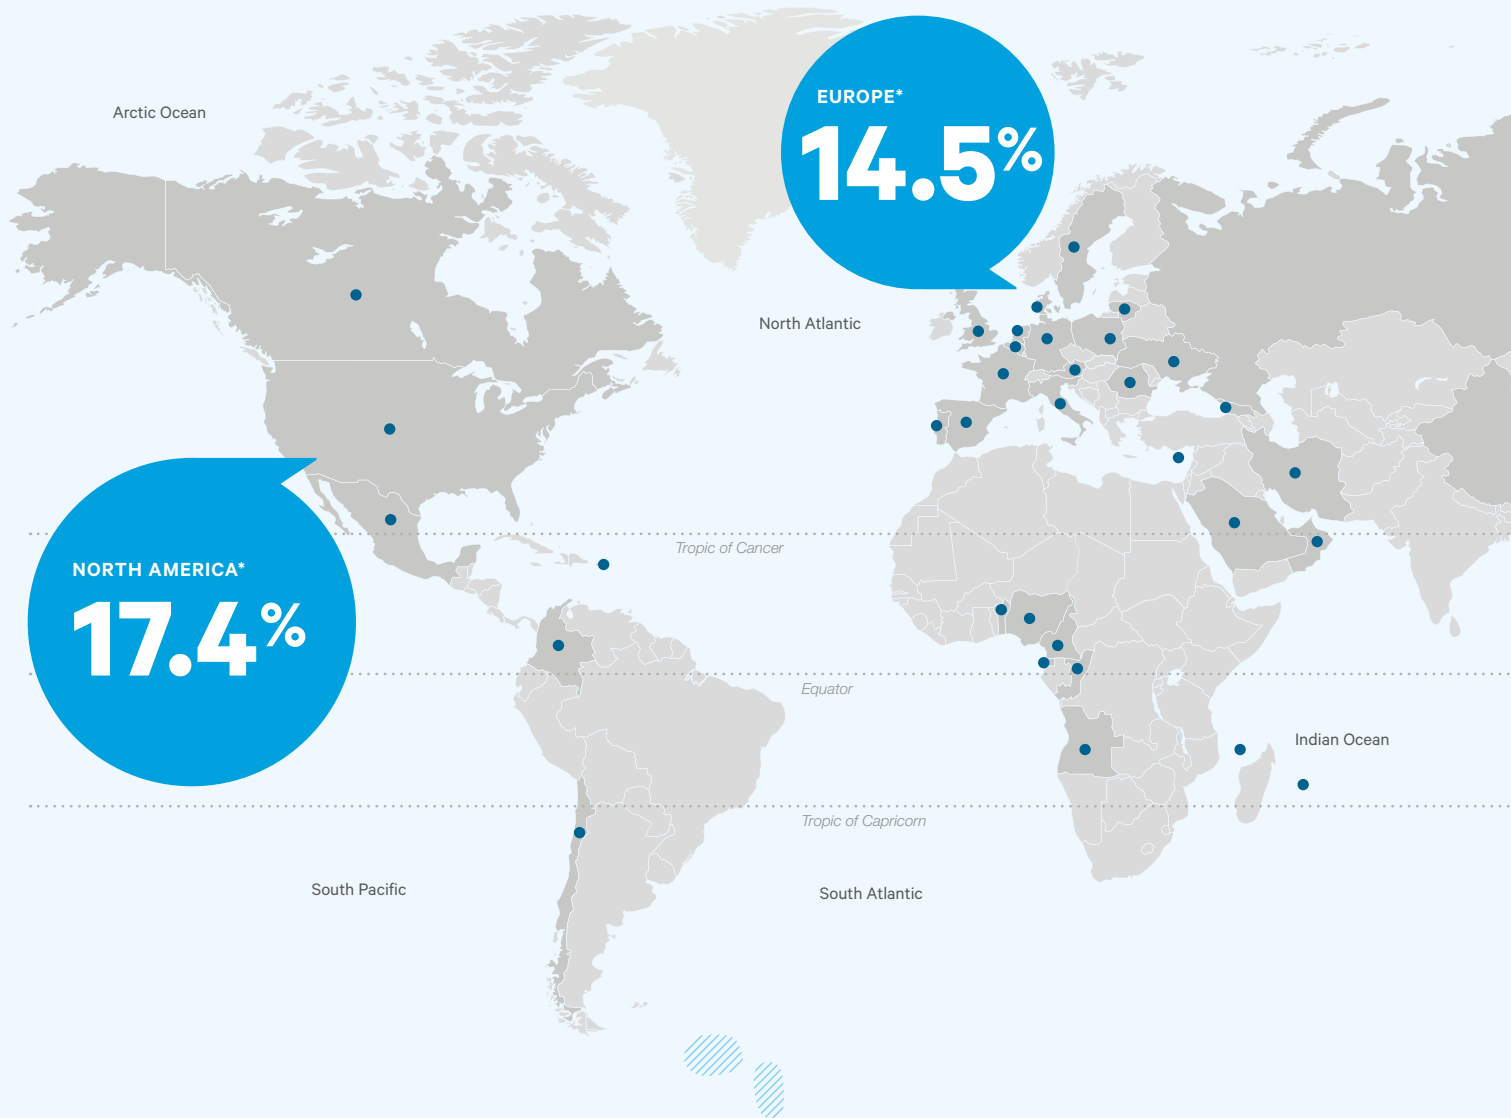 EUROPE*
14.5%
Arctic Ocean
North Atlantic
Tropic of Cancer
NORTH AMERICA*
17.4%
Equator
Indian Ocean
Tropic of Capricorn
South Pacific
South Atlantic